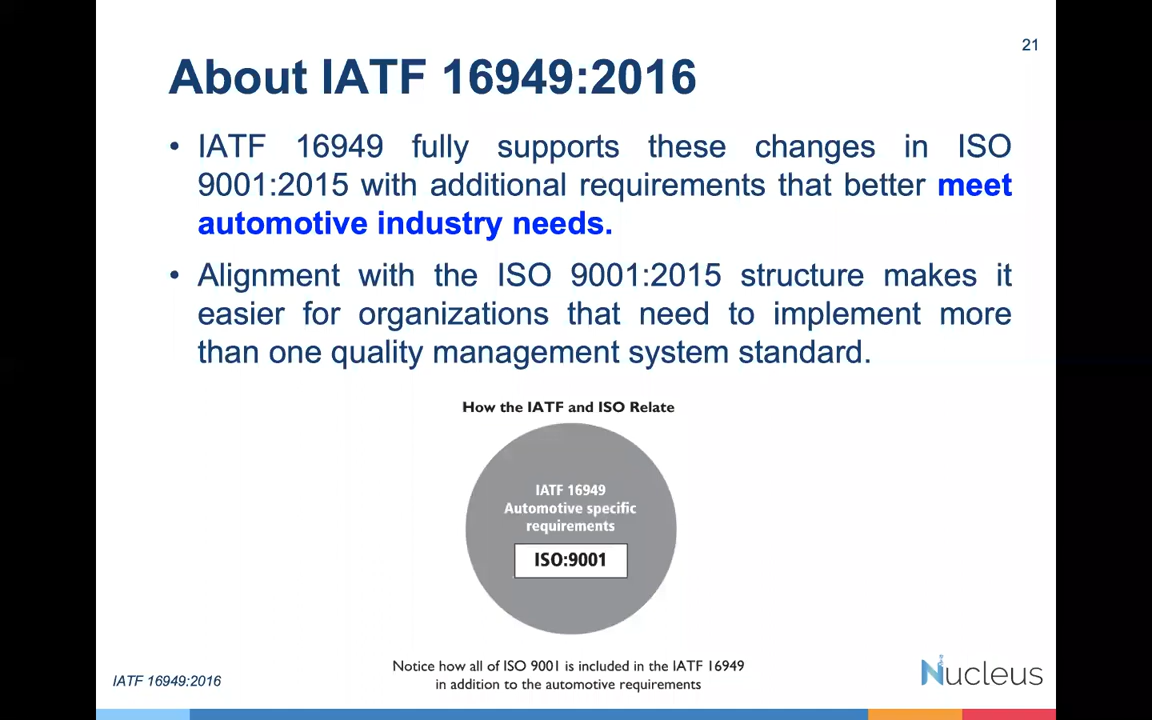 21
About IATF 16949:2016
• IATF 16949 fully supports these changes in ISO
9001:2015 with additional requirements that better meet
automotive industry needs.
• Alignment with the ISO 9001:2015 structure makes it
easier for organizations that need to implement more
than one quality management system standard.
How the IATF and ISO Relate
IATF 16949
Automotive specific
requirements
ISO:9001
Notice how all of ISO 9001 is included in the IATF 16949
in addition to the automotive requirements
IATF 16949:2016
Nucleus